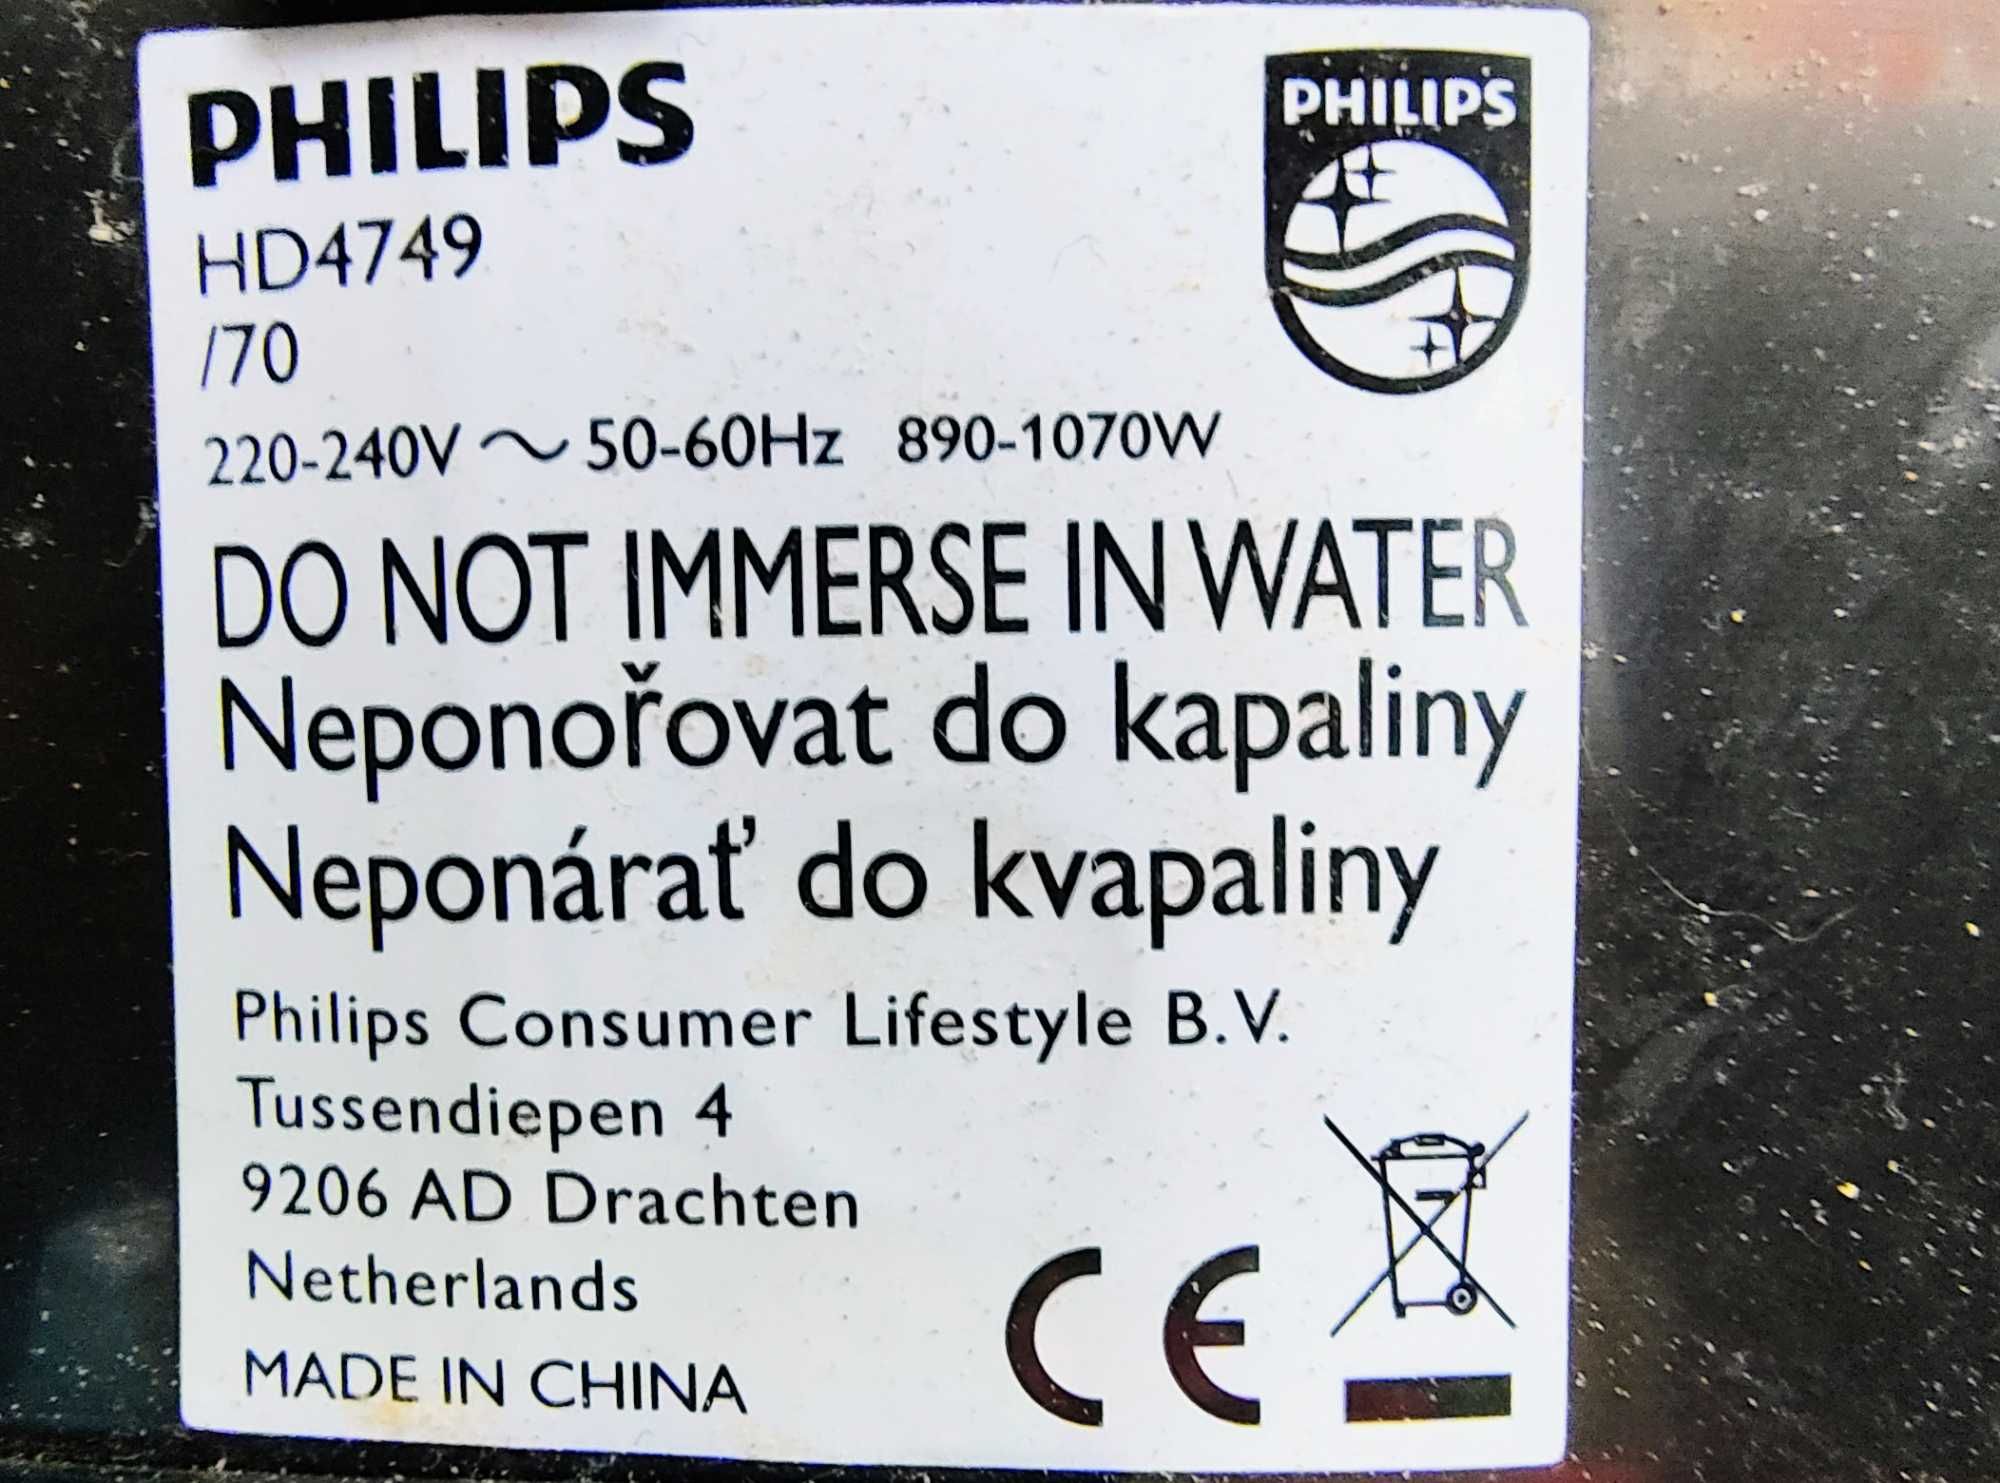 PHILIPS
PHILIPS
HD4749
/70
220-240V ~ 50-60Hz 890-1070W
DO NOT IMMERSE IN WATER
Neponořovat do kapaliny
Neponárať do kvapaliny
Philips Consumer Lifestyle B.V.
Tussendiepen 4
9206 AD Drachten
Netherlands
MADE IN CHINA
CE